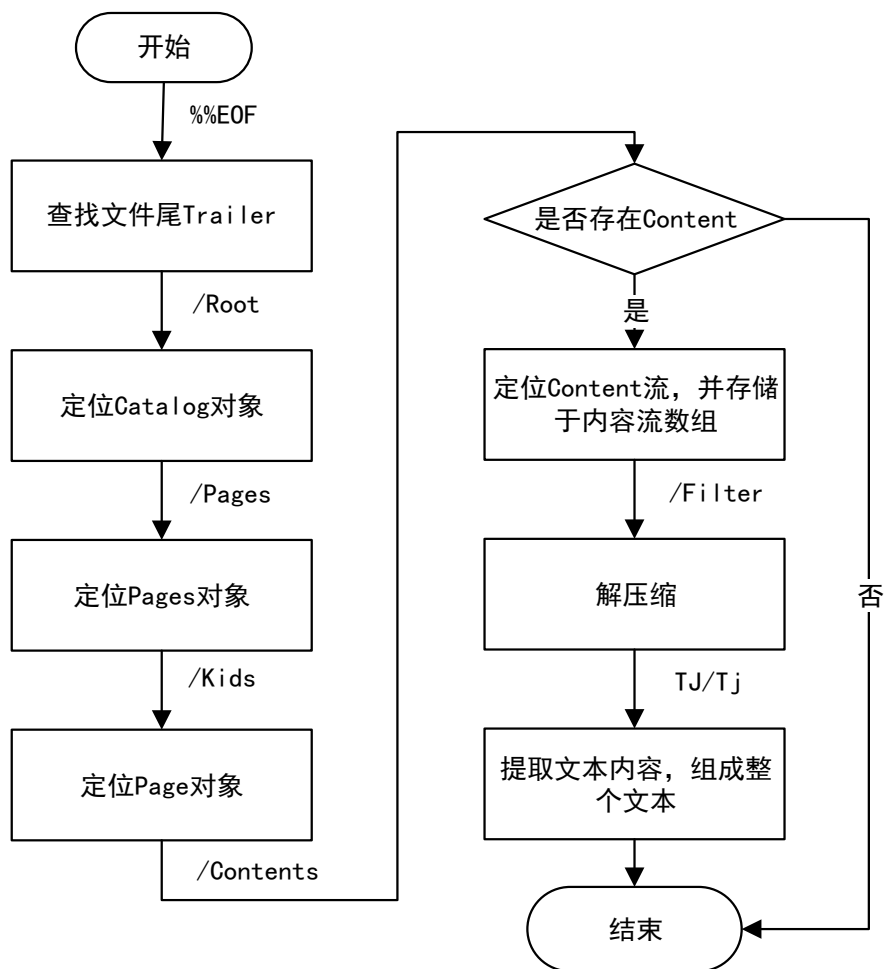 开始
%%EOF
查找文件尾Trailer
/Root
定位Catalog对象
/Pages
定位Pages对象
/Kids
定位Page对象
/Contents
是否存在Content
是
定位Content流，并存储
于内容流数组
/Filter
解压缩
否
TJ/Tj
提取文本内容，组成整
个文本
结束